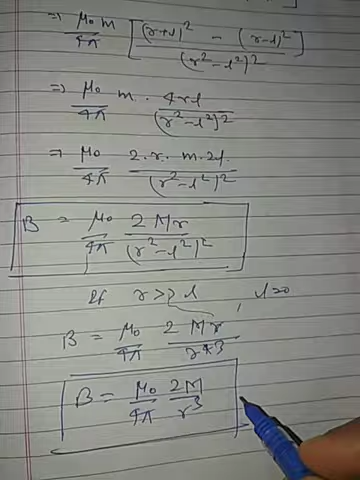 ⇒ μ₀/4π m [ (r+l)² - (r-l)² / (r²-l²)² ]
⇒ μ₀/4π m · 4rl / (r²-l²)²
⇒ μ₀/4π 2·r·m·2l / (r²-l²)²
B = μ₀/4π 2Mr / (r²-l²)²
If r>>l , l=0
B = μ₀/4π 2Mr / r⁴3
B = μ₀/4π 2M / r³